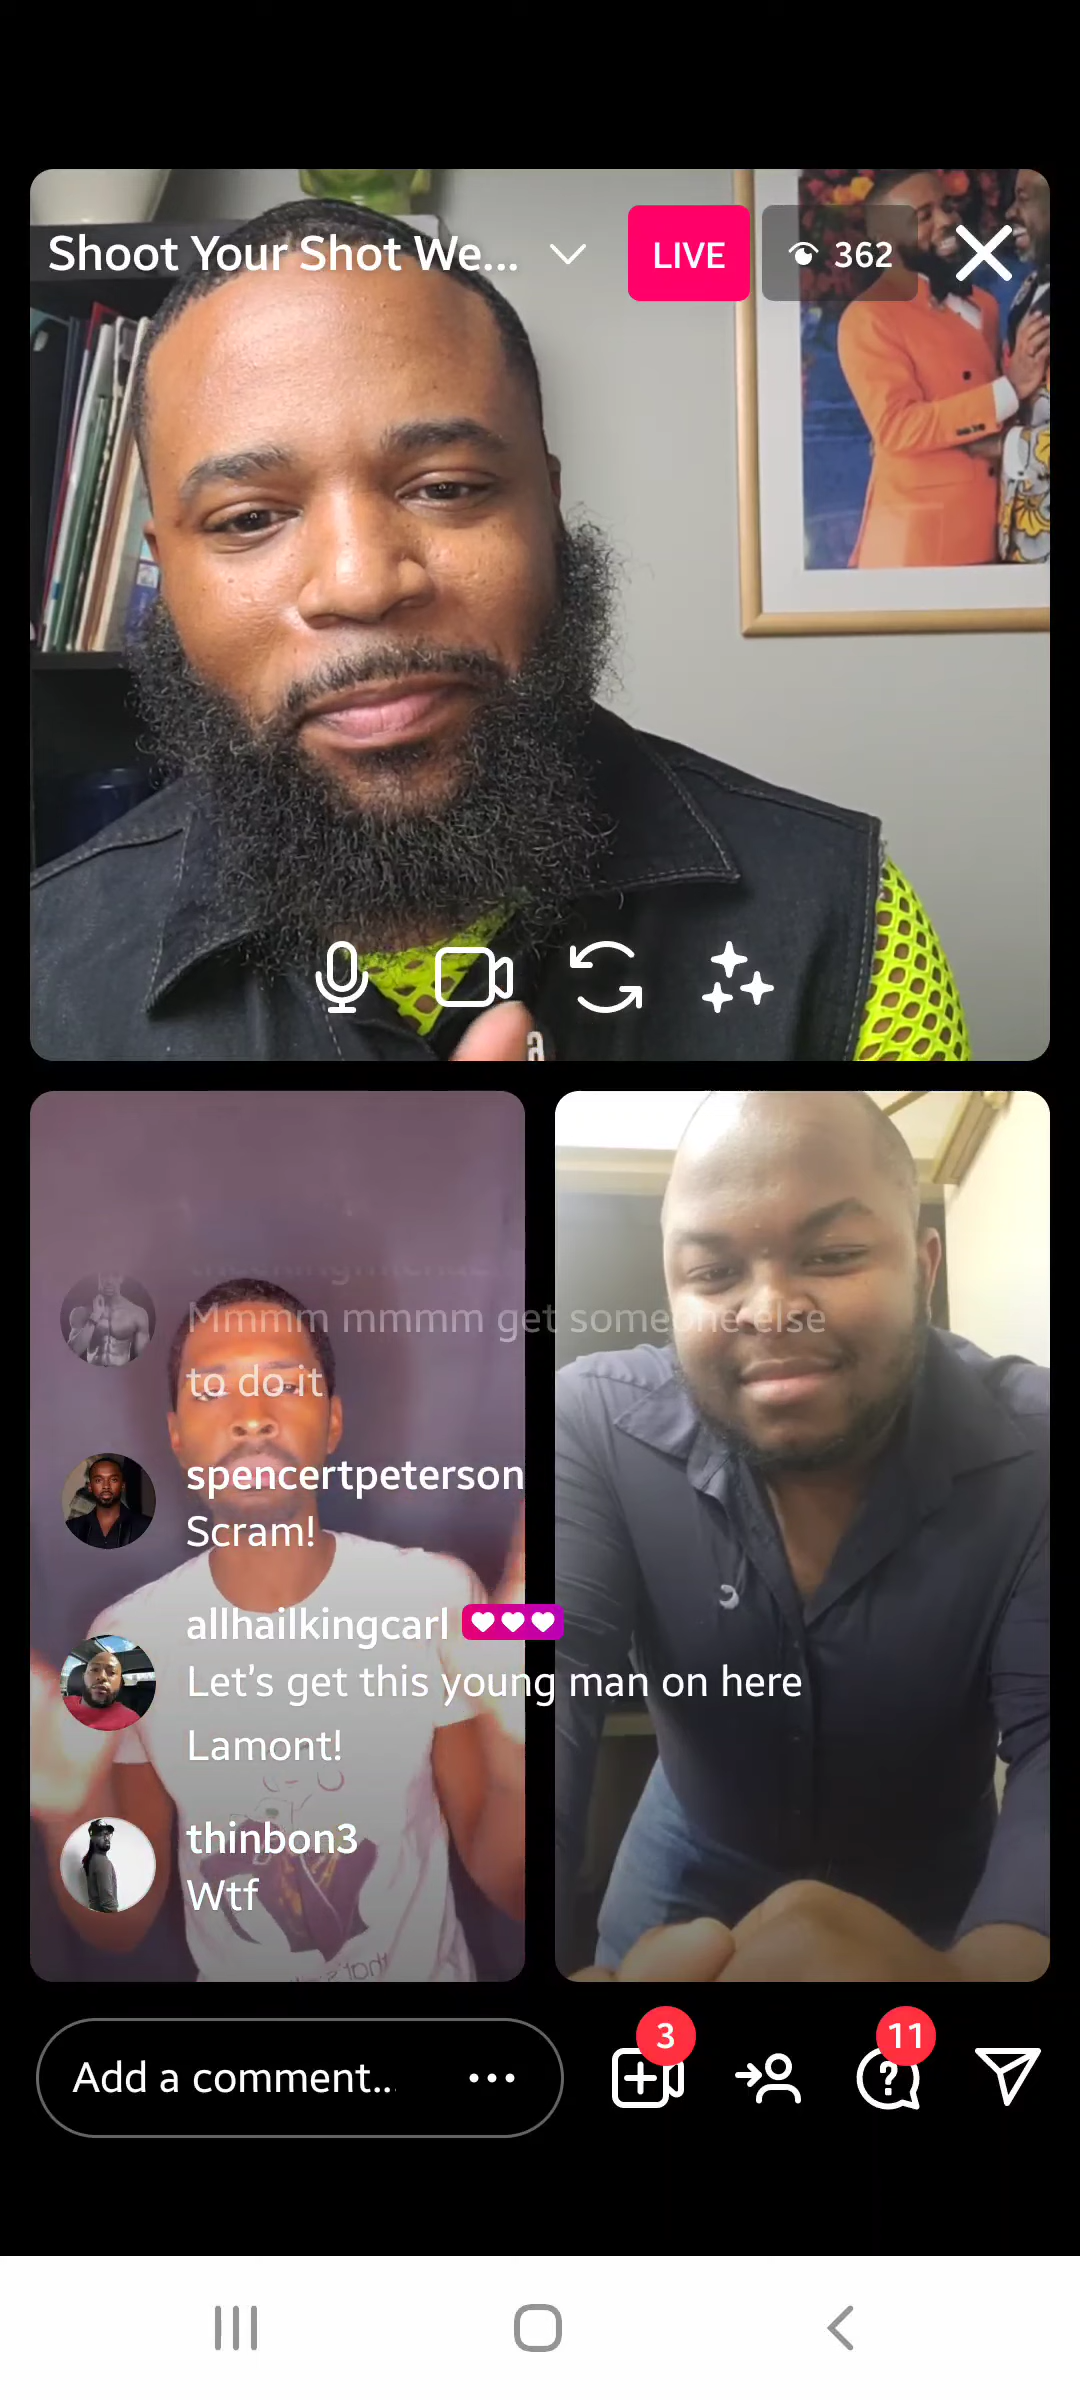 Shoot Your Shot We...
LIVE
362
Mmmm mmmm get someone else
to do it
spencertpeterson
Scram!
allhailkingcarl
Let's get this young man on here
Lamont!
thinbon3
Wtf
Add a comment...
3
11